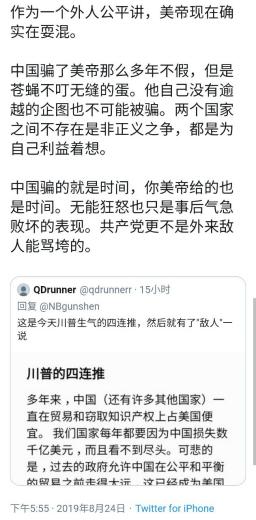 作为一个外人公平讲，美帝现在确
实在耍混。
中国骗了美帝那么多年不假，但是
苍蝇不叮无缝的蛋。他自己没有逾
越的企图也不可能被骗。两个国家
之间不存在是非正义之争，都是为
自己利益着想。
中国骗的就是时间，你美帝给的也
是时间。无能狂怒也只是事后气急
败坏的表现。共产党更不是外来敌
人能骂垮的。
QDrunner @qdrunnerr · 15小时
回复 @NBgunshen
这是今天川普生气的四连推，然后就有了"敌人"一
说
川普的四连推
多年来，中国（还有许多其他国家）一
直在贸易和窃取知识产权上占美国便
宜。 我们国家每年都要因为中国损失数
千亿美元，而且看不到尽头。可悲的
是，过去的政府允许中国在公平和平衡
的贸易之前走得太远，这已经成为美国
下午5:55 · 2019年8月24日 · Twitter for iPhone